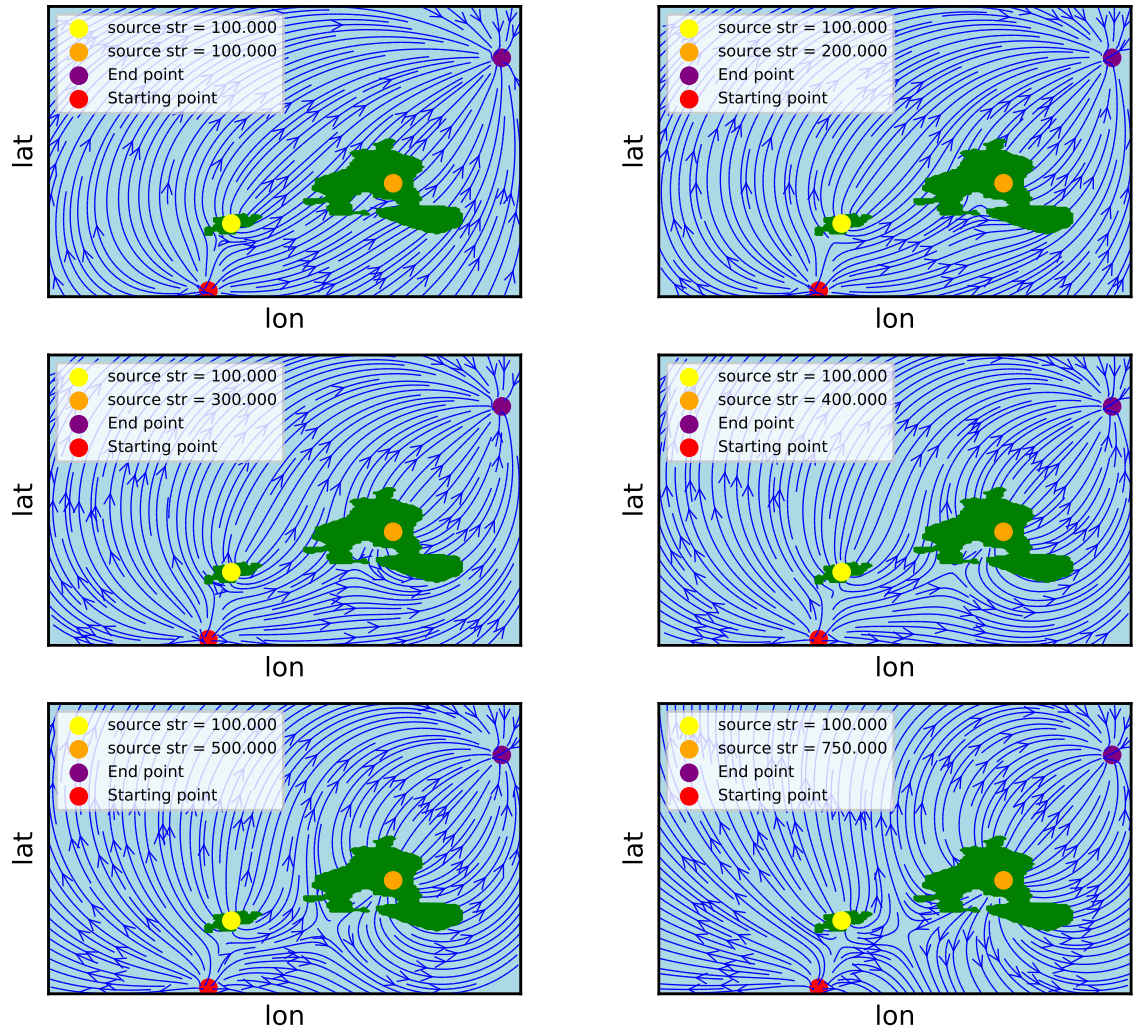 source str = 100.000
source str = 100.000
End point
Starting point
lat
lon
source str = 100.000
source str = 200.000
End point
Starting point
lat
lon
source str = 100.000
source str = 300.000
End point
Starting point
lat
lon
source str = 100.000
source str = 400.000
End point
Starting point
lat
lon
source str = 100.000
source str = 500.000
End point
Starting point
lat
lon
source str = 100.000
source str = 750.000
End point
Starting point
lat
lon